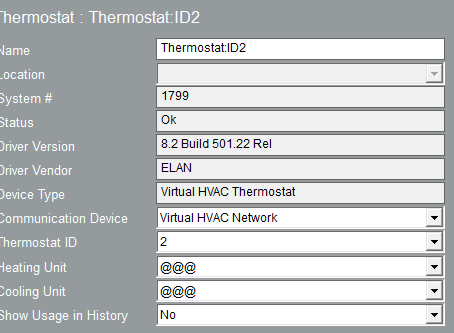 Thermostat : Thermostat:ID2
Name Thermostat:ID2
Location
System # 1799
Status Ok
Driver Version 8.2 Build 501.22 Rel
Driver Vendor ELAN
Device Type Virtual HVAC Thermostat
Communication Device Virtual HVAC Network
Thermostat ID 2
Heating Unit @@@
Cooling Unit @@@
Show Usage in History No